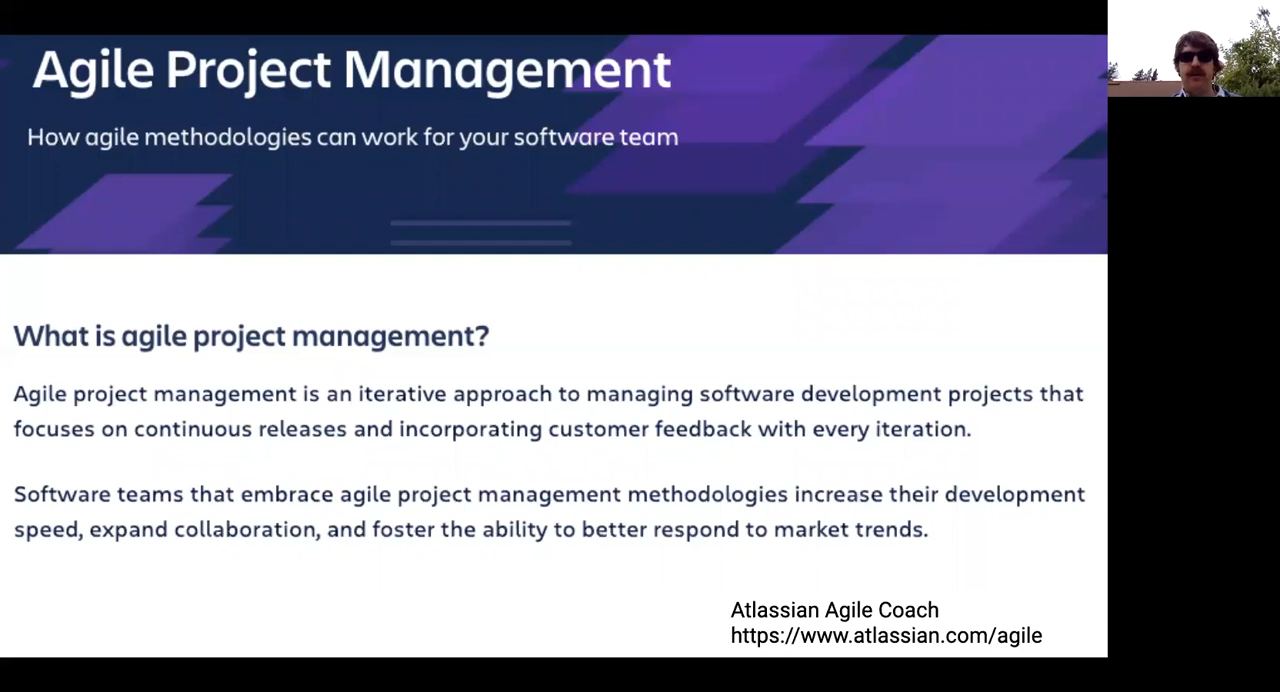 Agile Project Management
How agile methodologies can work for your software team
What is agile project management?
Agile project management is an iterative approach to managing software development projects that
focuses on continuous releases and incorporating customer feedback with every iteration.
Software teams that embrace agile project management methodologies increase their development
speed, expand collaboration, and foster the ability to better respond to market trends.
Atlassian Agile Coach
https://www.atlassian.com/agile